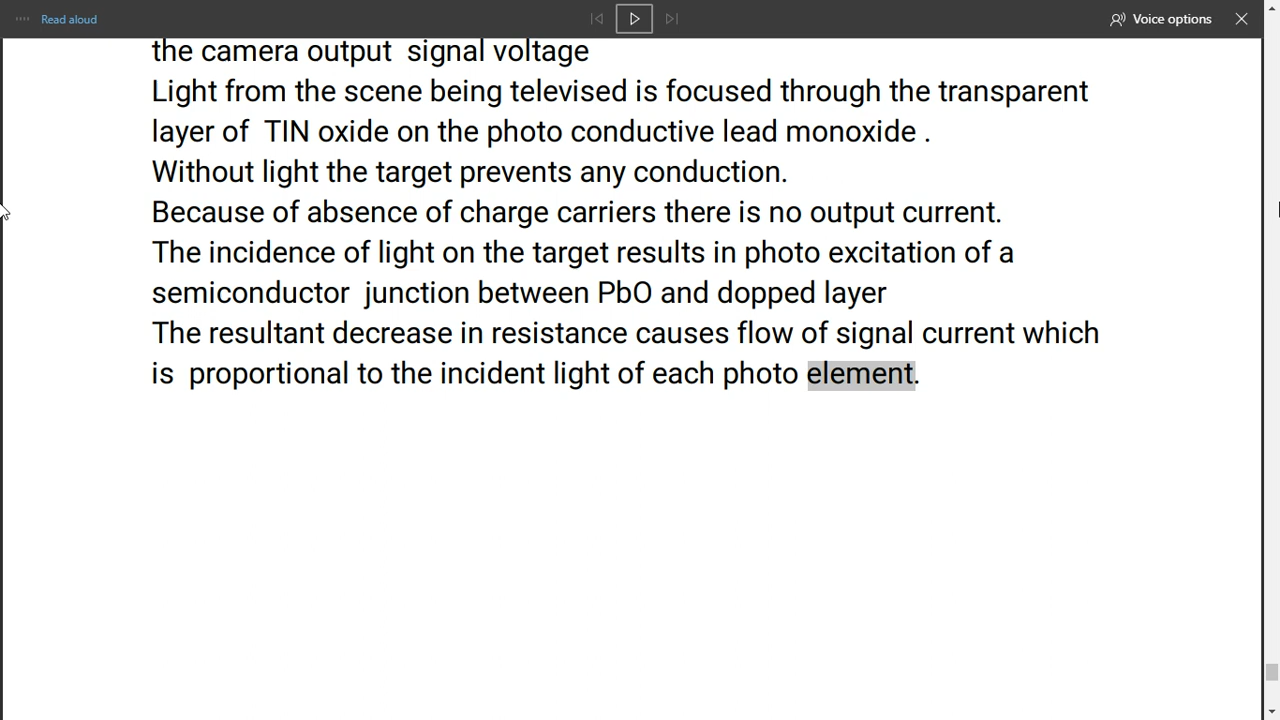 Read aloud
Voice options
the camera output  signal voltage
Light from the scene being televised is focused through the transparent
layer of  TIN oxide on the photo conductive lead monoxide .
Without light the target prevents any conduction.
Because of absence of charge carriers there is no output current.
The incidence of light on the target results in photo excitation of a
semiconductor  junction between PbO and dopped layer
The resultant decrease in resistance causes flow of signal current which
is  proportional to the incident light of each photo element.